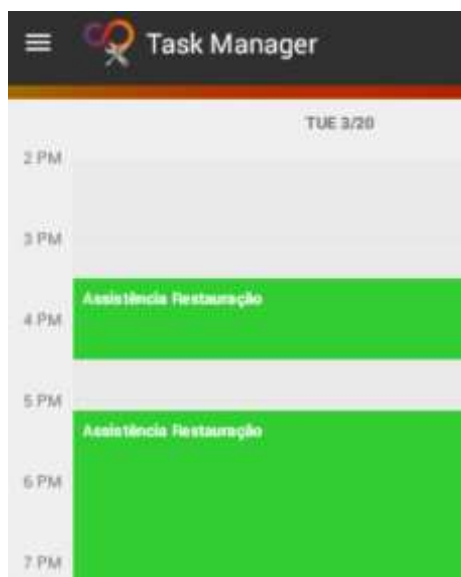 Task Manager
TUE 3/20
2 PM
3 PM
Assistência Restauração
4 PM
5 PM
Assistência Restauração
6 PM
7 PM